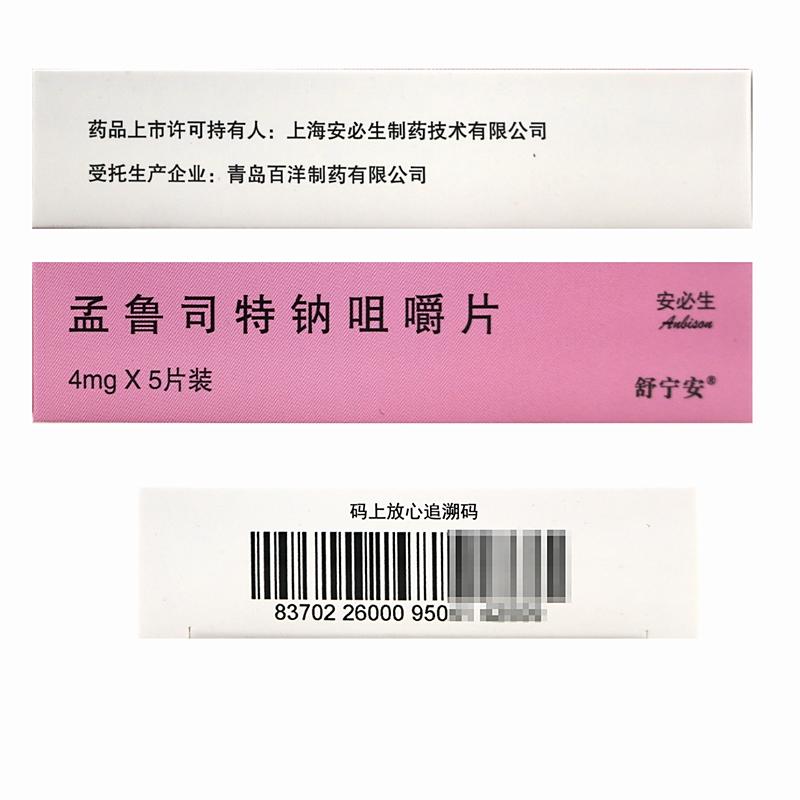 药品上市许可持有人：上海安必生制药技术有限公司
受托生产企业：青岛百洋制药有限公司
孟鲁司特钠咀嚼片
安必生
Anbison
4mg X 5片装
舒宁安®
码上放心追溯码
83702 26000 950